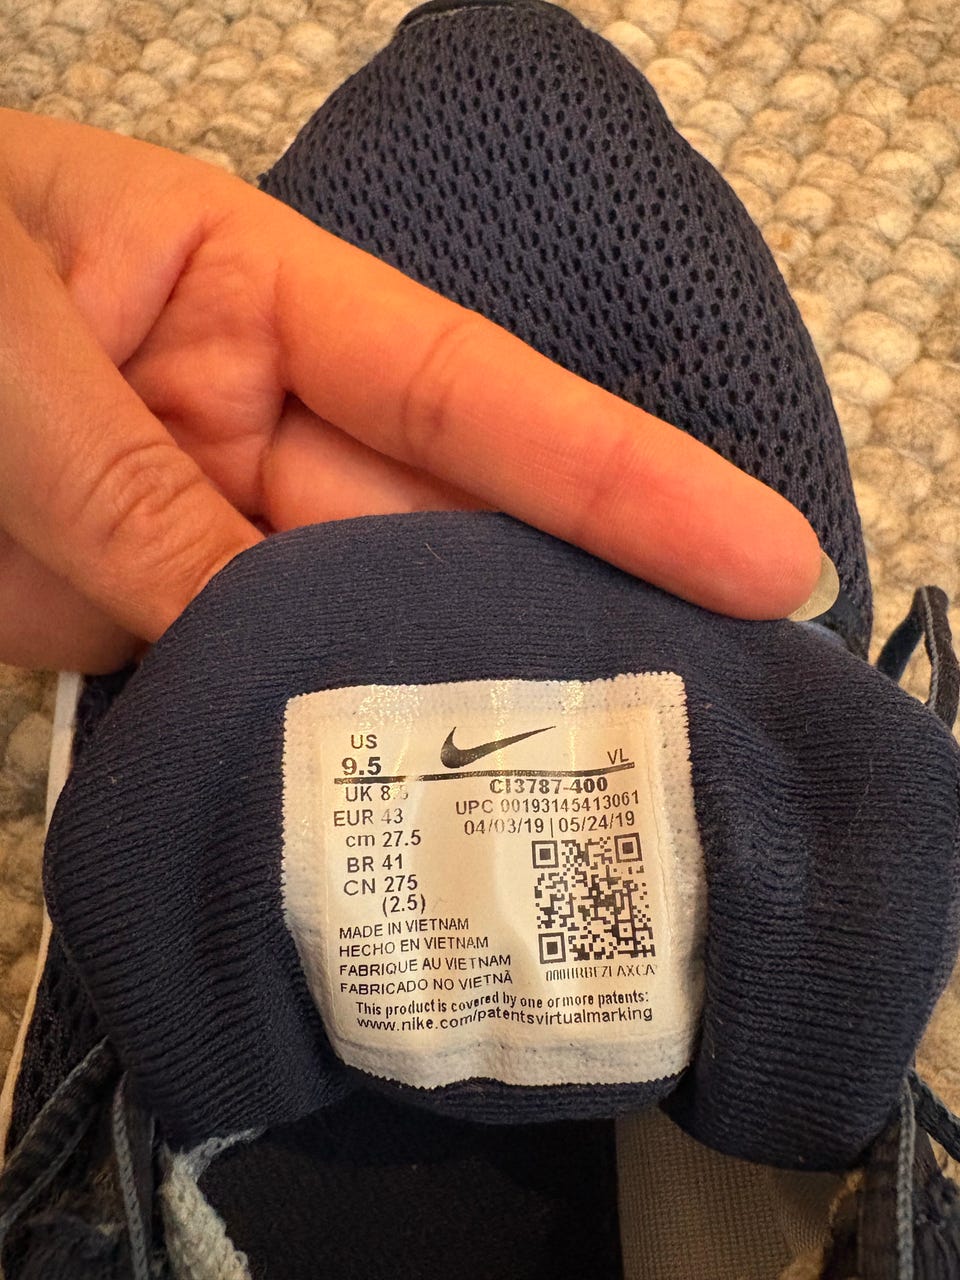 US
9.5
VL
UK 8.5
EUR 43
cm 27.5
BR 41
CN 275
(2.5)
CI3787-400
UPC 00193145413061
04/03/19 | 05/24/19
MADE IN VIETNAM
HECHO EN VIETNAM
FABRIQUE AU VIETNAM
FABRICADO NO VIETNÃ
This product is covered by one or more patents:
www.nike.com/patentsvirtualmarking